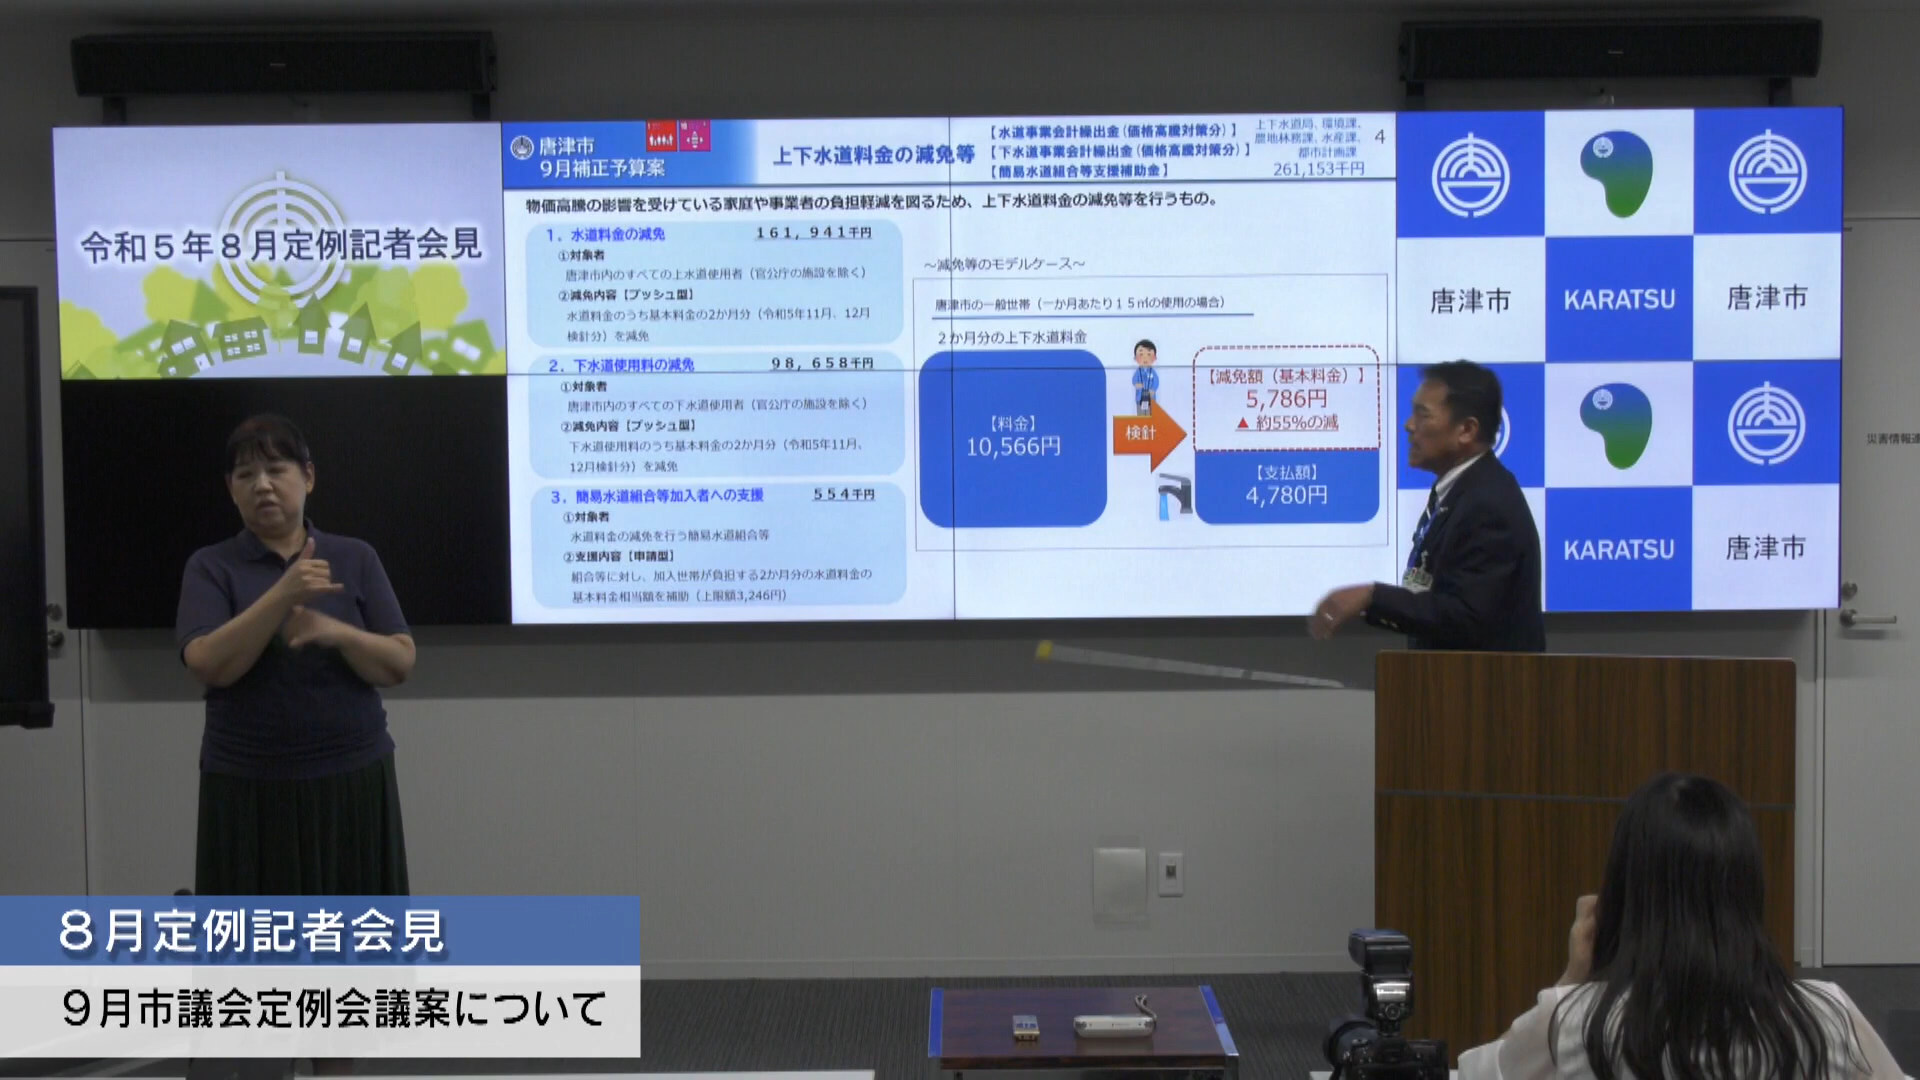 令和５年８月定例記者会見
唐津市
9月補正予算案
上下水道料金の減免等
【水道事業会計繰出金(価格高騰対策分)】
【下水道事業会計繰出金(価格高騰対策分)】
【簡易水道組合等支援補助金】
上下水道局、環境課、
農地林務課、水産課、
都市計画課
261,153千円
4
物価高騰の影響を受けている家庭や事業者の負担軽減を図るため、上下水道料金の減免等を行うもの。
1．水道料金の減免 161,941千円
①対象者
唐津市内のすべての上水道使用者（官公庁の施設を除く）
②減免内容【プッシュ型】
水道料金のうち基本料金の2か月分（令和5年11月、12月
検針分）を減免
2．下水道使用料の減免 98,658千円
①対象者
唐津市内のすべての下水道使用者（官公庁の施設を除く）
②減免内容【プッシュ型】
下水道使用料のうち基本料金の2か月分（令和5年11月、
12月検針分）を減免
3．簡易水道組合等加入者への支援 554千円
①対象者
水道料金の減免を行う簡易水道組合等
②支援内容【申請型】
組合等に対し、加入世帯が負担する2か月分の水道料金の
基本料金相当額を補助（上限額3,246円）
～減免等のモデルケース～
唐津市の一般世帯（一か月あたり１５㎥の使用の場合）
２か月分の上下水道料金
【料金】
10,566円
検針
【減免額（基本料金）】
5,786円
▲ 約55％の減
【支払額】
4,780円
唐津市
KARATSU
唐津市
KARATSU
唐津市
災害情報連
８月定例記者会見
９月市議会定例会議案について